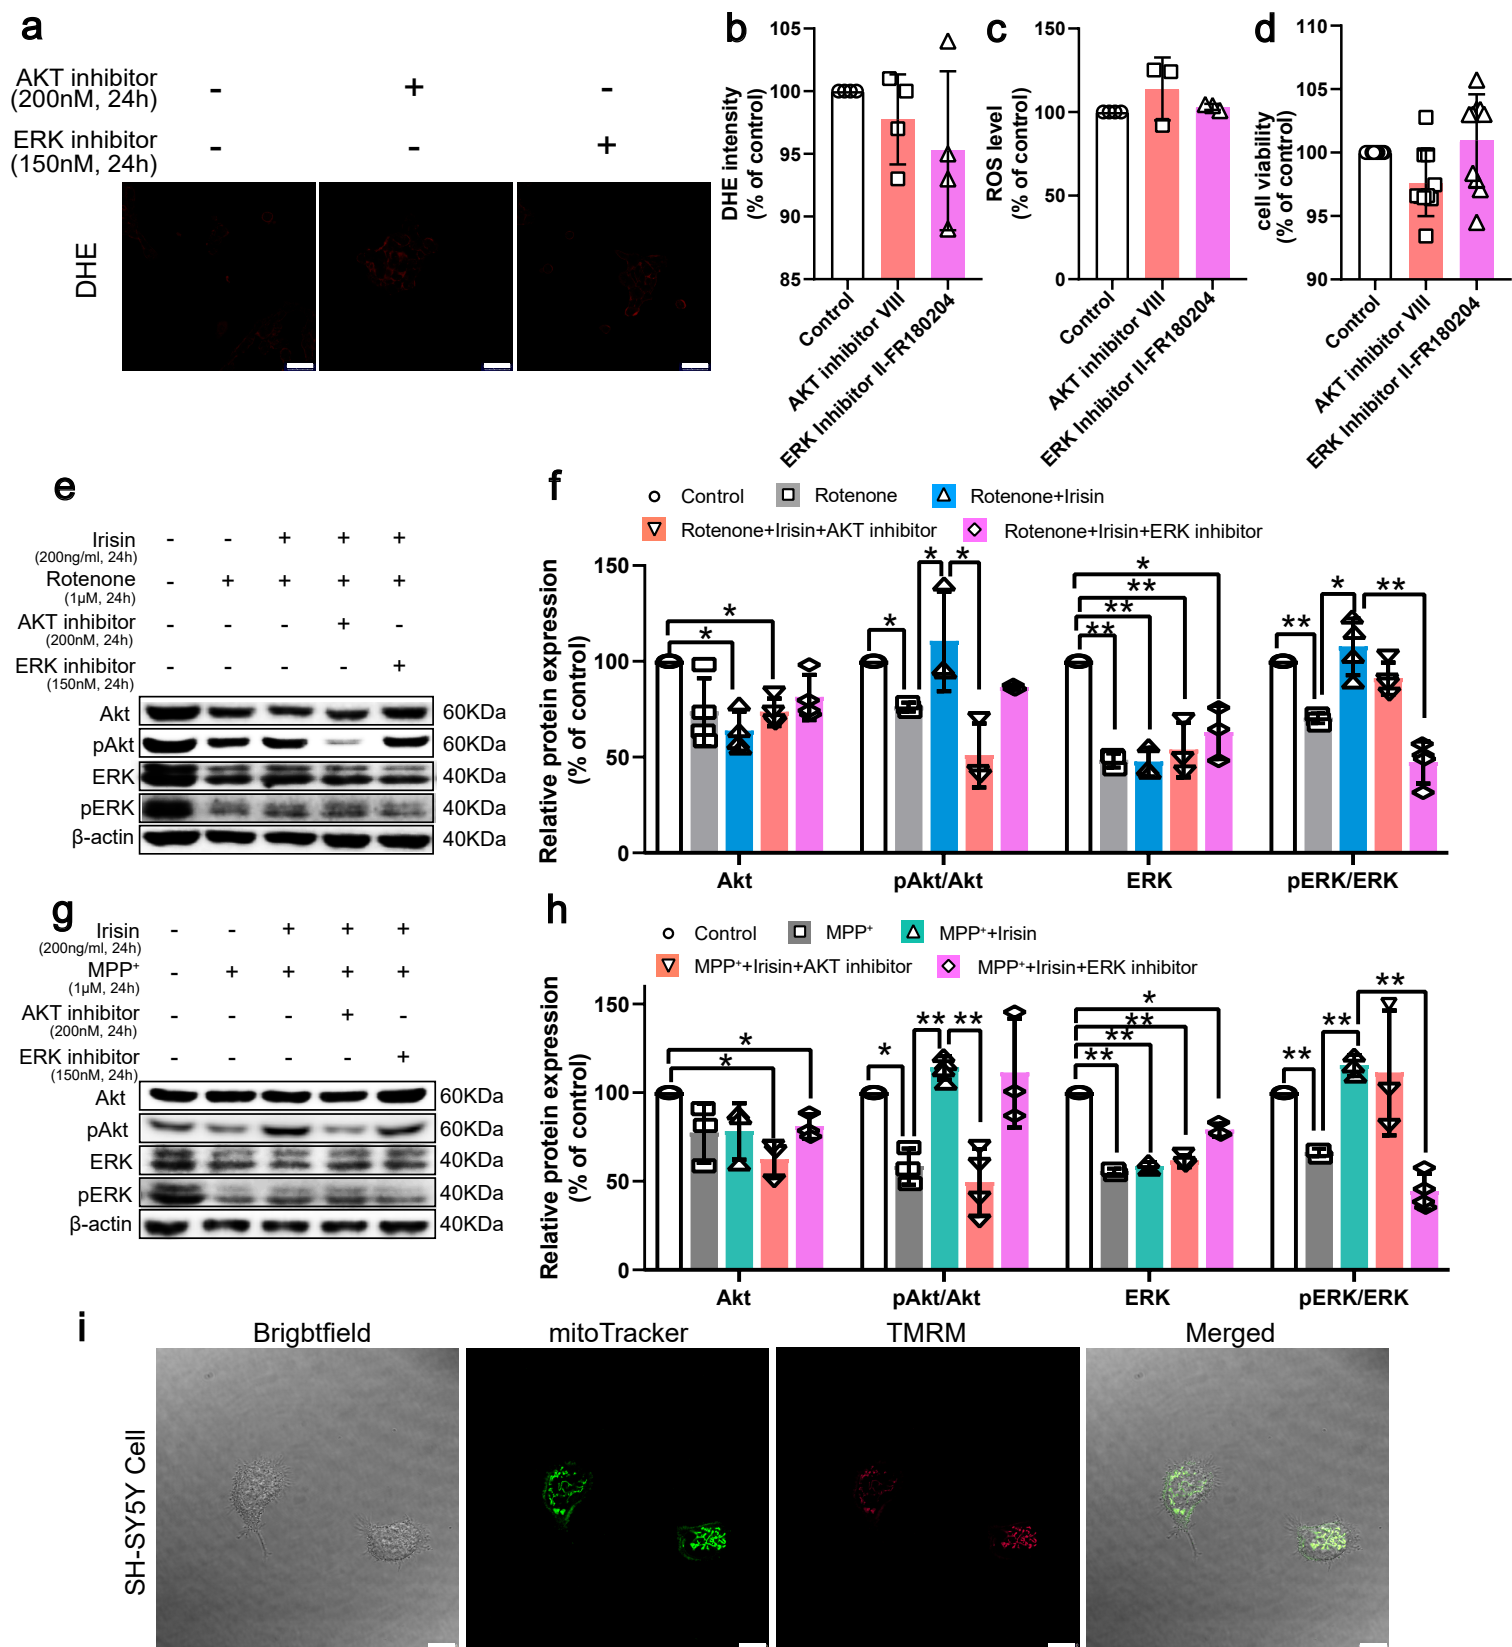 a
AKT inhibitor - + -
(200nM, 24h)
ERK inhibitor - - +
(150nM, 24h)
DHE
b
DHE intensity
(% of control)
105
100
95
90
85
Control
AKT inhibitor VIII
ERK Inhibitor II-FR180204
c
ROS level
(% of control)
150
100
50
0
Control
AKT inhibitor VIII
ERK Inhibitor II-FR180204
d
cell viability
(% of control)
110
105
100
95
90
Control
AKT inhibitor VIII
ERK Inhibitor II-FR180204
e
Irisin - - + + +
(200ng/ml, 24h)
Rotenone - + + + +
(1μM, 24h)
AKT inhibitor - - - + -
(200nM, 24h)
ERK inhibitor - - - - +
(150nM, 24h)
Akt 60KDa
pAkt 60KDa
ERK 40KDa
pERK 40KDa
β-actin 40KDa
f
Control Rotenone Rotenone+Irisin
Rotenone+Irisin+AKT inhibitor Rotenone+Irisin+ERK inhibitor
Relative protein expression
(% of control)
150
100
50
0
* *
* * *
** ** ** *
** * **
Akt pAkt/Akt ERK pERK/ERK
g
Irisin - - + + +
(200ng/ml, 24h)
MPP+ - + + + +
(1μM, 24h)
AKT inhibitor - - - + -
(200nM, 24h)
ERK inhibitor - - - - +
(150nM, 24h)
Akt 60KDa
pAkt 60KDa
ERK 40KDa
pERK 40KDa
β-actin 40KDa
h
Control MPP+ MPP++Irisin
MPP++Irisin+AKT inhibitor MPP++Irisin+ERK inhibitor
Relative protein expression
(% of control)
150
100
50
0
* *
* ** **
** ** ** *
** ** **
Akt pAkt/Akt ERK pERK/ERK
i
Brigbtfield mitoTracker TMRM Merged
SH-SY5Y Cell